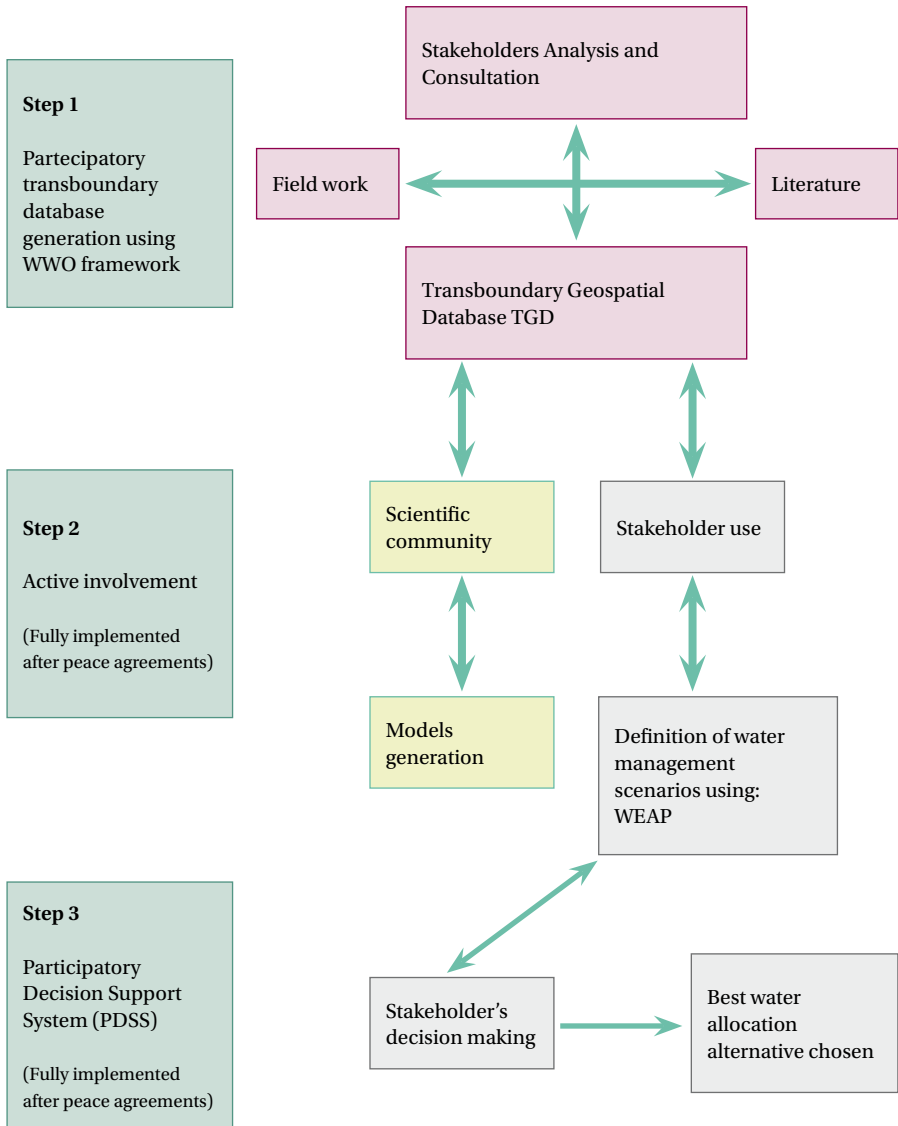 Step 1
Partecipatory
transboundary
database
generation using
WWO framework
Stakeholders Analysis and
Consultation
Field work
Literature
Transboundary Geospatial
Database TGD
Step 2
Active involvement
(Fully implemented
after peace agreements)
Scientific
community
Stakeholder use
Models
generation
Definition of water
management
scenarios using:
WEAP
Step 3
Participatory
Decision Support
System (PDSS)
(Fully implemented
after peace agreements)
Stakeholder’s
decision making
Best water
allocation
alternative chosen